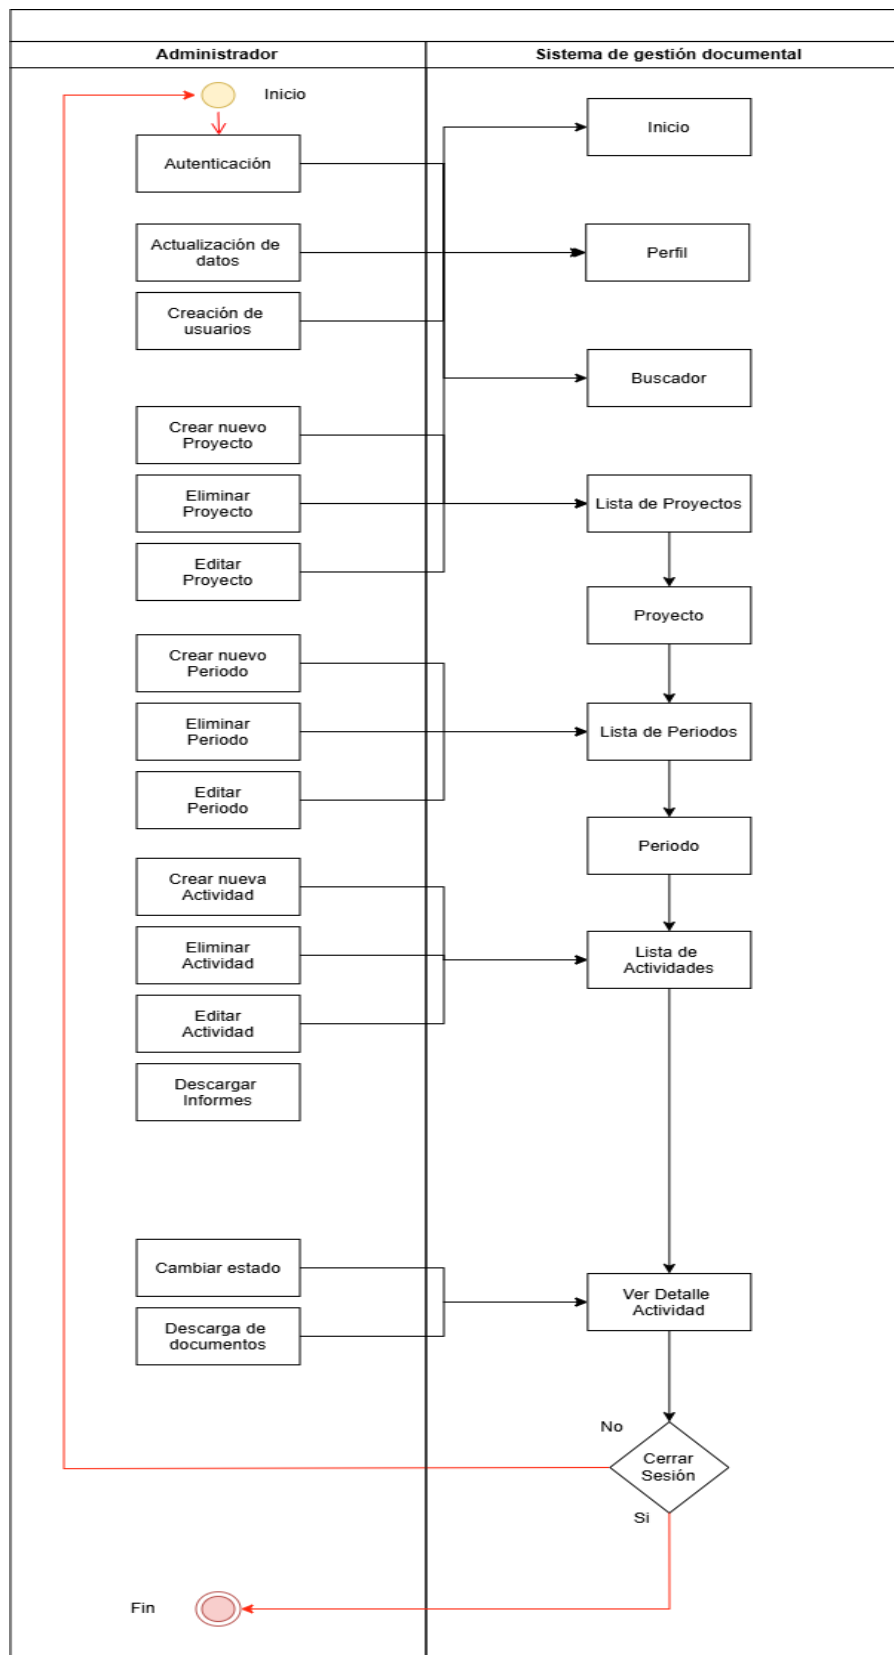 Administrador
Sistema de gestión documental
Inicio
Inicio
Autenticación
Actualización de
datos
Perfil
Creación de
usuarios
Buscador
Crear nuevo
Proyecto
Eliminar
Proyecto
Lista de Proyectos
Editar
Proyecto
Proyecto
Crear nuevo
Periodo
Eliminar
Periodo
Lista de Periodos
Editar
Periodo
Periodo
Crear nueva
Actividad
Eliminar
Actividad
Lista de
Actividades
Editar
Actividad
Descargar
Informes
Cambiar estado
Ver Detalle
Actividad
Descarga de
documentos
No
Cerrar
Sesión
Si
Fin